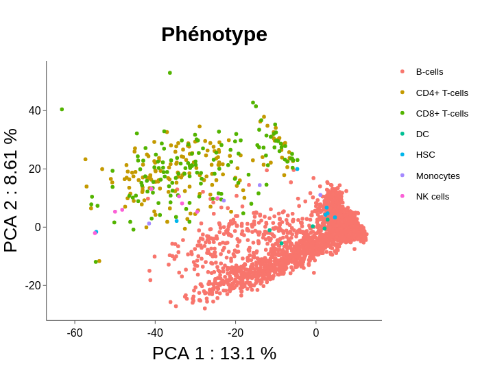 Phénotype
PCA 2 : 8.61 %
40
20
0
-20
-60
-40
-20
0
PCA 1 : 13.1 %
B-cells
CD4+ T-cells
CD8+ T-cells
DC
HSC
Monocytes
NK cells